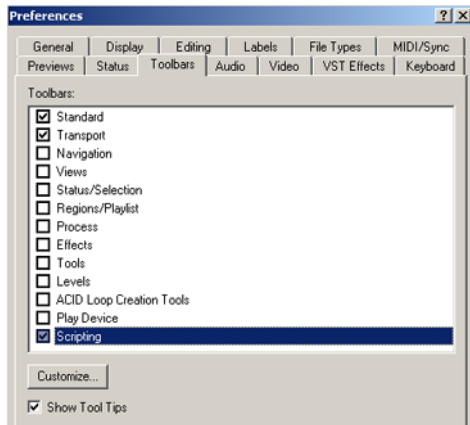 Preferences
General Display Editing Labels File Types MIDI/Sync
Previews Status Toolbars Audio Video VST Effects Keyboard
Toolbars:
Standard
Transport
Navigation
Views
Status/Selection
Regions/Playlist
Process
Effects
Tools
Levels
ACID Loop Creation Tools
Play Device
Scripting
Customize...
Show Tool Tips